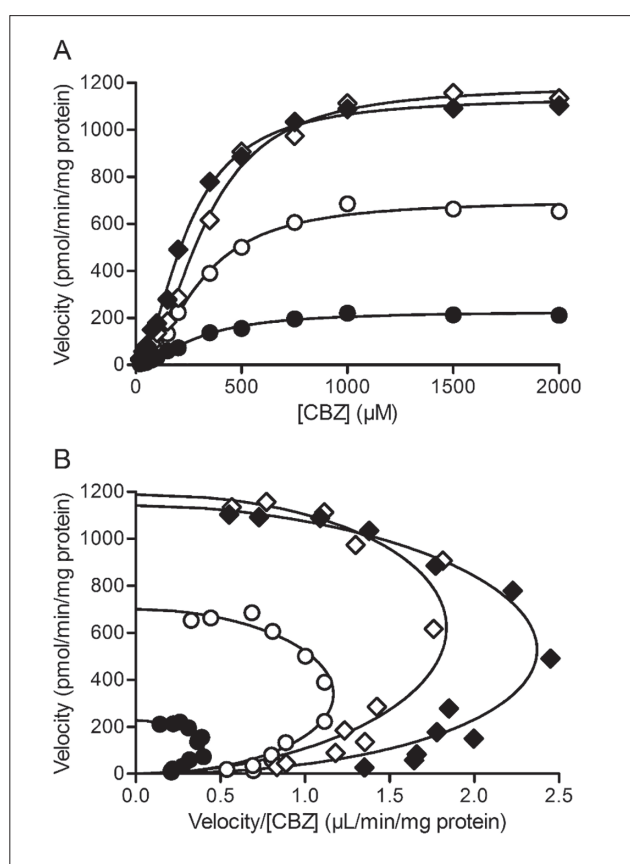 A
1200
1000
800
600
400
200
0
Velocity (pmol/min/mg protein)
0 500 1000 1500 2000
[CBZ] (µM)
B
1200
1000
800
600
400
200
0
Velocity (pmol/min/mg protein)
0.0 0.5 1.0 1.5 2.0 2.5
Velocity/[CBZ] (µL/min/mg protein)